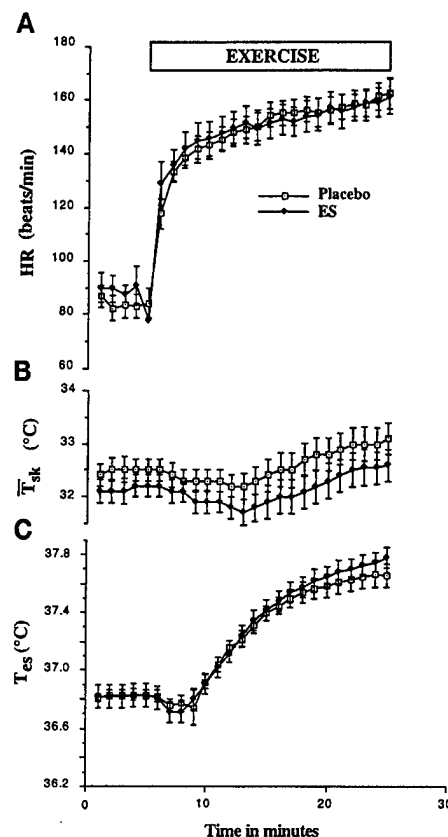 A
EXERCISE
180
160
140
120
100
80
60
HR (beats/min)
Placebo
ES
B
34
33
32
T̅sk (°C)
C
37.8
37.4
37.0
36.6
36.2
Tes (°C)
0
10
20
30
Time in minutes